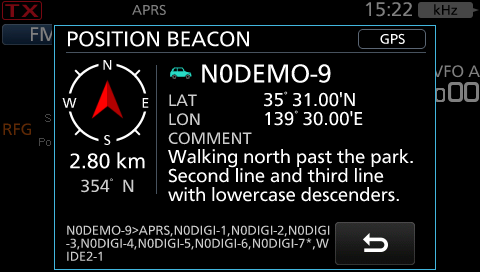 TX
APRS
15:22
kHz
FM
POSITION BEACON
GPS
N
W
E
S
N0DEMO-9
LAT 35° 31.00'N
LON 139° 30.00'E
COMMENT
Walking north past the park.
Second line and third line
with lowercase descenders.
2.80 km
354° N
VFO A
00
RFG
S
Po
N0DEMO-9>APRS,N0DIGI-1,N0DIGI-2,N0DIGI
-3,N0DIGI-4,N0DIGI-5,N0DIGI-6,N0DIGI-7*,W
IDE2-1